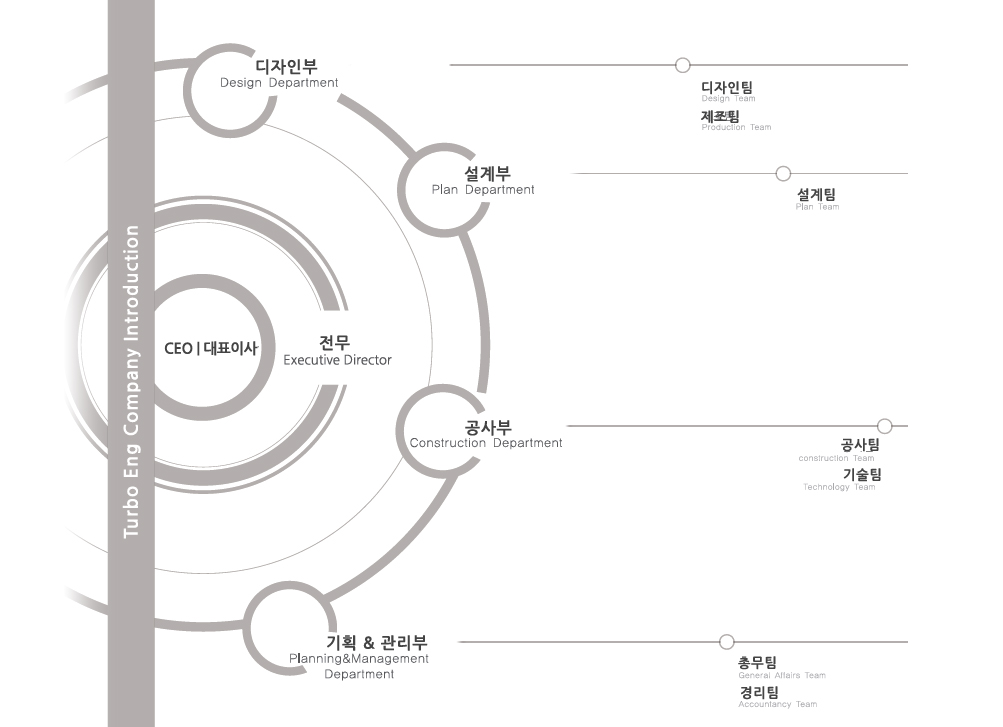 Turbo Eng Company Introduction
CEO | 대표이사
전무
Executive Director
디자인부
Design Department
디자인팀
Design Team
Production Team
설계부
Plan Department
설계팀
Plan Team
공사부
Construction Department
공사팀
construction Team
기술팀
Technology Team
기획 & 관리부
Planning&Management
Department
총무팀
General Affairs Team
경리팀
Accountancy Team